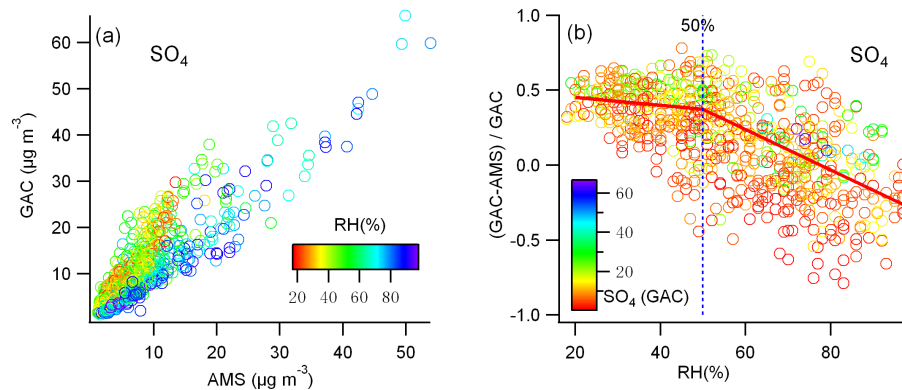 (a)
SO4
GAC (μg m-3)
60
50
40
30
20
10
RH(%)
20 40 60 80
10 20 30 40 50
AMS (μg m-3)
50%
(b)
SO4
(GAC-AMS) / GAC
1.0
0.5
0.0
-0.5
-1.0
60
40
20
SO4 (GAC)
20 40 60 80
RH(%)